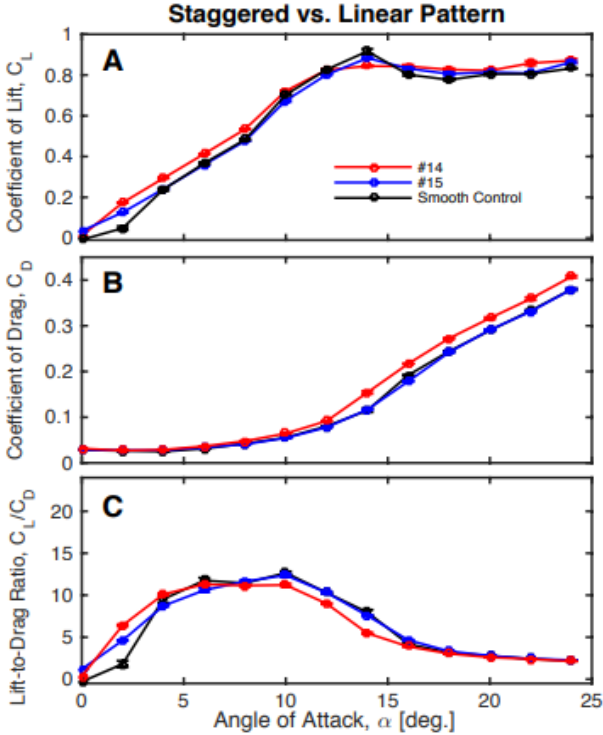 Staggered vs. Linear Pattern
A
Coefficient of Lift, C_L
1
0.8
0.6
0.4
0.2
0
#14
#15
Smooth Control
B
Coefficient of Drag, C_D
0.4
0.3
0.2
0.1
0
C
Lift-to-Drag Ratio, C_L/C_D
20
15
10
5
0
0 5 10 15 20 25
Angle of Attack, α [deg.]